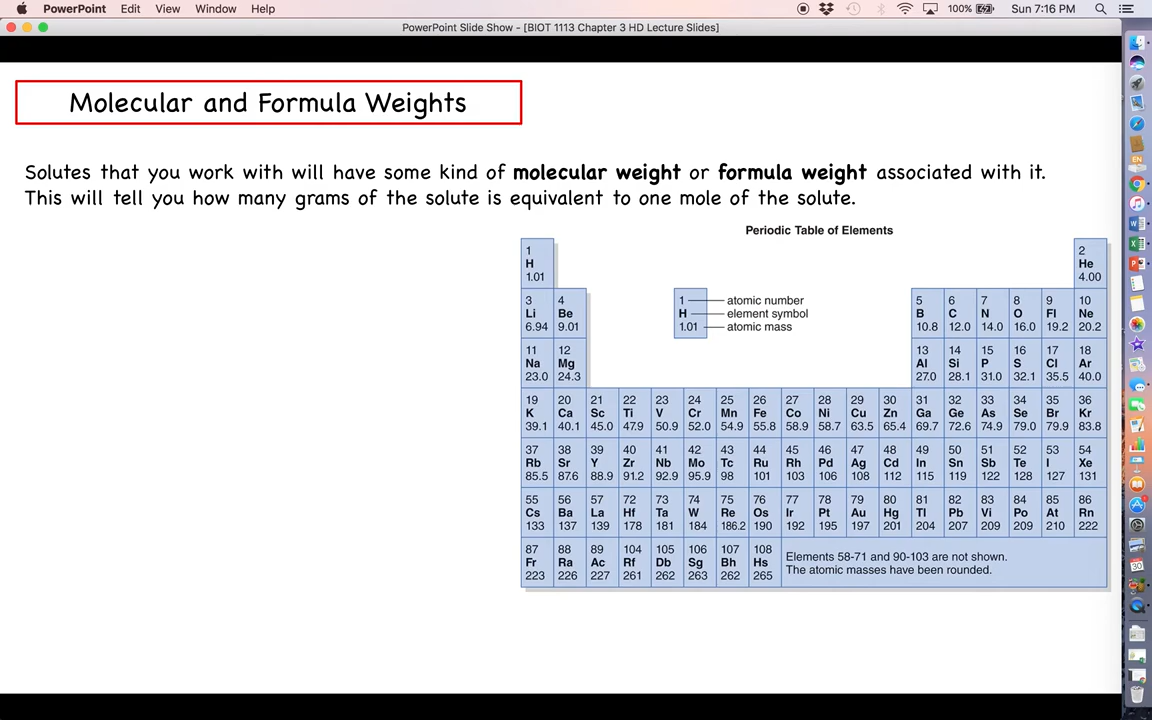 PowerPoint Edit View Window Help 100% Sun 7:16 PM
PowerPoint Slide Show - [BIOT 1113 Chapter 3 HD Lecture Slides]
Molecular and Formula Weights
Solutes that you work with will have some kind of molecular weight or formula weight associated with it.
This will tell you how many grams of the solute is equivalent to one mole of the solute.
Periodic Table of Elements
1 2
H He
1.01 4.00
3 4 1 atomic number 5 6 7 8 9 10
Li Be H element symbol B C N O Fl Ne
6.94 9.01 1.01 atomic mass 10.8 12.0 14.0 16.0 19.2 20.2
11 12 13 14 15 16 17 18
Na Mg Al Si P S Cl Ar
23.0 24.3 27.0 28.1 31.0 32.1 35.5 40.0
19 20 21 22 23 24 25 26 27 28 29 30 31 32 33 34 35 36
K Ca Sc Ti V Cr Mn Fe Co Ni Cu Zn Ga Ge As Se Br Kr
39.1 40.1 45.0 47.9 50.9 52.0 54.9 55.8 58.9 58.7 63.5 65.4 69.7 72.6 74.9 79.0 79.9 83.8
37 38 39 40 41 42 43 44 45 46 47 48 49 50 51 52 53 54
Rb Sr Y Zr Nb Mo Tc Ru Rh Pd Ag Cd In Sn Sb Te I Xe
85.5 87.6 88.9 91.2 92.9 95.9 98 101 103 106 108 112 115 119 122 128 127 131
55 56 57 72 73 75 76 77 78 79 80 81 82 83 84 85 86
Cs Ba La Hf Ta W Re Os Ir Pt Au Hg Tl Pb Vi Po At Rn
133 137 139 178 181 184 186.2 190 192 195 197 201 204 207 209 209 210 222
87 88 89 104 105 106 107 108
Fr Ra Ac Rf Db Sg Bh Hs
223 226 227 261 262 263 262 265
Elements 58-71 and 90-103 are not shown.
The atomic masses have been rounded.